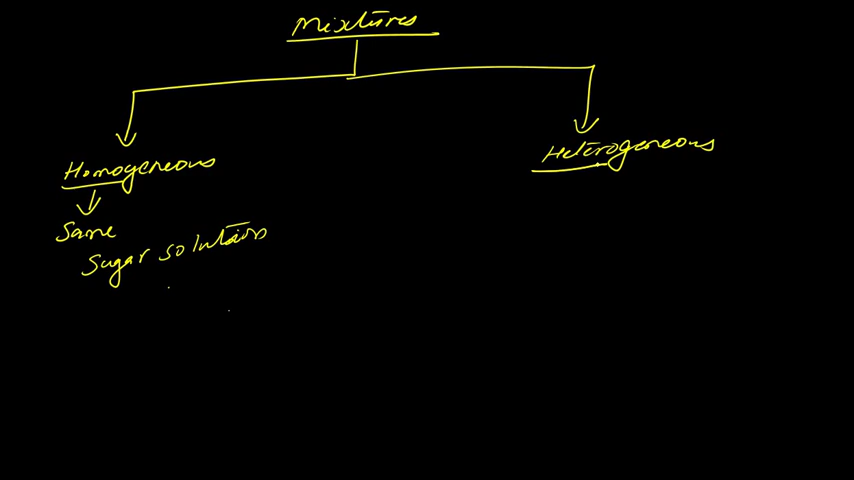 Mixtures
Homogeneous
Heterogeneous
Same
Sugar solution